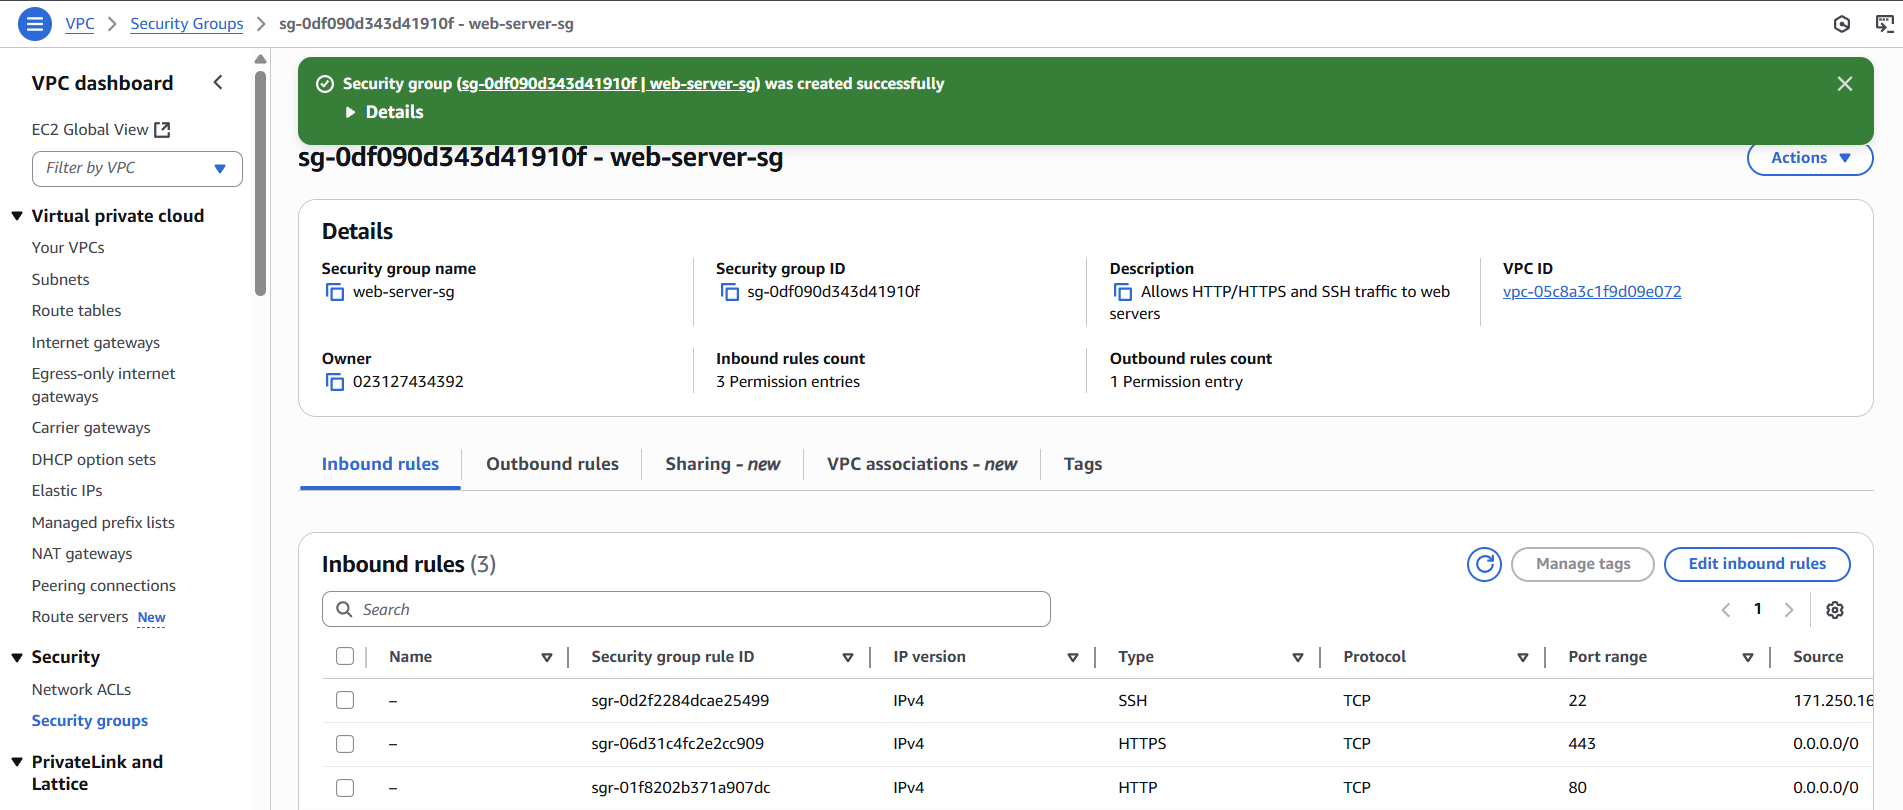 VPC > Security Groups > sg-0df090d343d41910f - web-server-sg
VPC dashboard
EC2 Global View
Filter by VPC
Virtual private cloud
Your VPCs
Subnets
Route tables
Internet gateways
Egress-only internet
gateways
Carrier gateways
DHCP option sets
Elastic IPs
Managed prefix lists
NAT gateways
Peering connections
Route servers New
Security
Network ACLs
Security groups
PrivateLink and
Lattice
Security group (sg-0df090d343d41910f | web-server-sg) was created successfully
Details
sg-0df090d343d41910f - web-server-sg
Actions
Details
Security group name
web-server-sg
Security group ID
sg-0df090d343d41910f
Description
Allows HTTP/HTTPS and SSH traffic to web
servers
VPC ID
vpc-05c8a3c1f9d09e072
Owner
023127434392
Inbound rules count
3 Permission entries
Outbound rules count
1 Permission entry
Inbound rules Outbound rules Sharing - new VPC associations - new Tags
Inbound rules (3)
Manage tags Edit inbound rules
Search
1
Name Security group rule ID IP version Type Protocol Port range Source
– sgr-0d2f2284dcae25499 IPv4 SSH TCP 22 171.250.16
– sgr-06d31c4fc2e2cc909 IPv4 HTTPS TCP 443 0.0.0.0/0
– sgr-01f8202b371a907dc IPv4 HTTP TCP 80 0.0.0.0/0